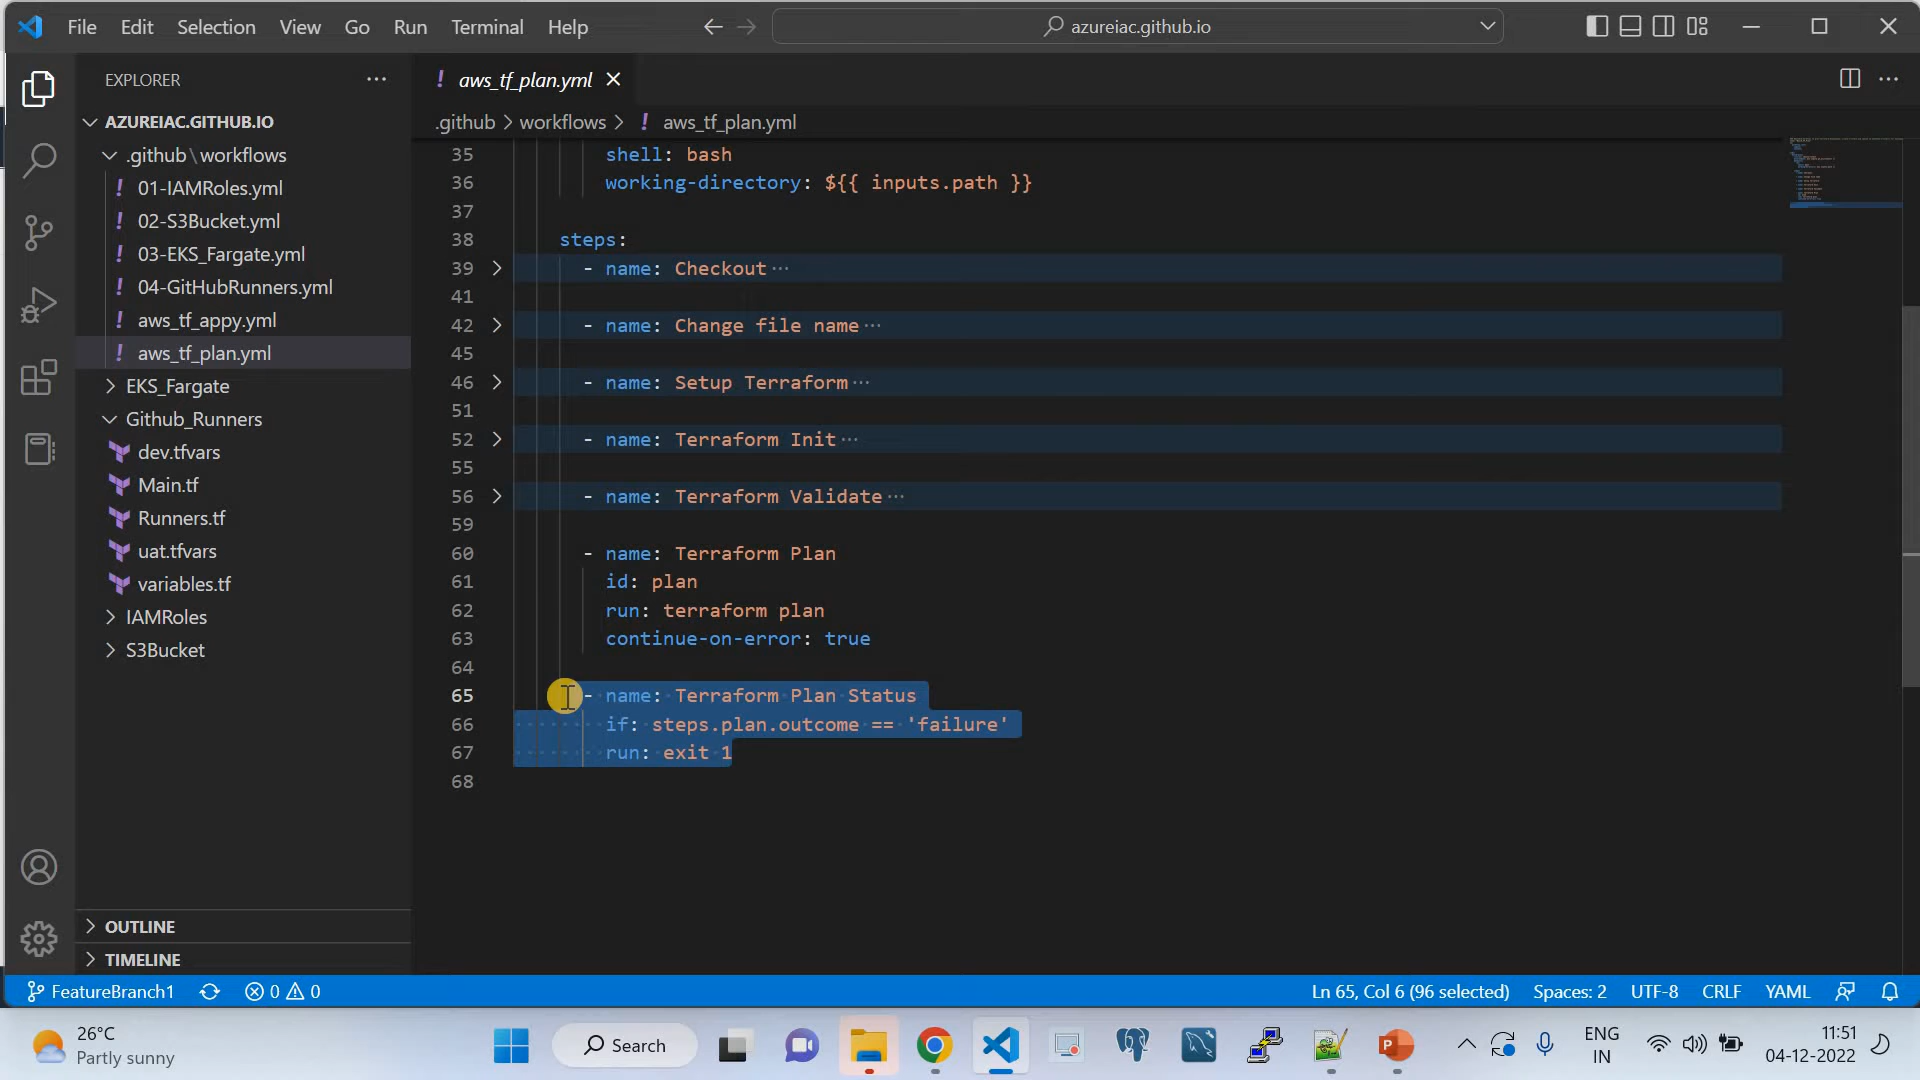 File Edit Selection View Go Run Terminal Help
azureiac.github.io
EXPLORER
AZUREIAC.GITHUB.IO
.github\workflows
! 01-IAMRoles.yml
! 02-S3Bucket.yml
! 03-EKS_Fargate.yml
! 04-GitHubRunners.yml
! aws_tf_appy.yml
! aws_tf_plan.yml
EKS_Fargate
Github_Runners
dev.tfvars
Main.tf
Runners.tf
uat.tfvars
variables.tf
IAMRoles
S3Bucket
OUTLINE
TIMELINE
! aws_tf_plan.yml
.github > workflows > ! aws_tf_plan.yml
35 shell: bash
36 working-directory: ${{ inputs.path }}
37
38 steps:
39 - name: Checkout···
41
42 - name: Change file name···
45
46 - name: Setup Terraform···
51
52 - name: Terraform Init···
55
56 - name: Terraform Validate···
59
60 - name: Terraform Plan
61 id: plan
62 run: terraform plan
63 continue-on-error: true
64
65 - name: Terraform Plan Status
66 if: steps.plan.outcome == 'failure'
67 run: exit 1
68
FeatureBranch1 0 0 Ln 65, Col 6 (96 selected) Spaces: 2 UTF-8 CRLF YAML
26°C
Partly sunny
Search
ENG
IN
11:51
04-12-2022